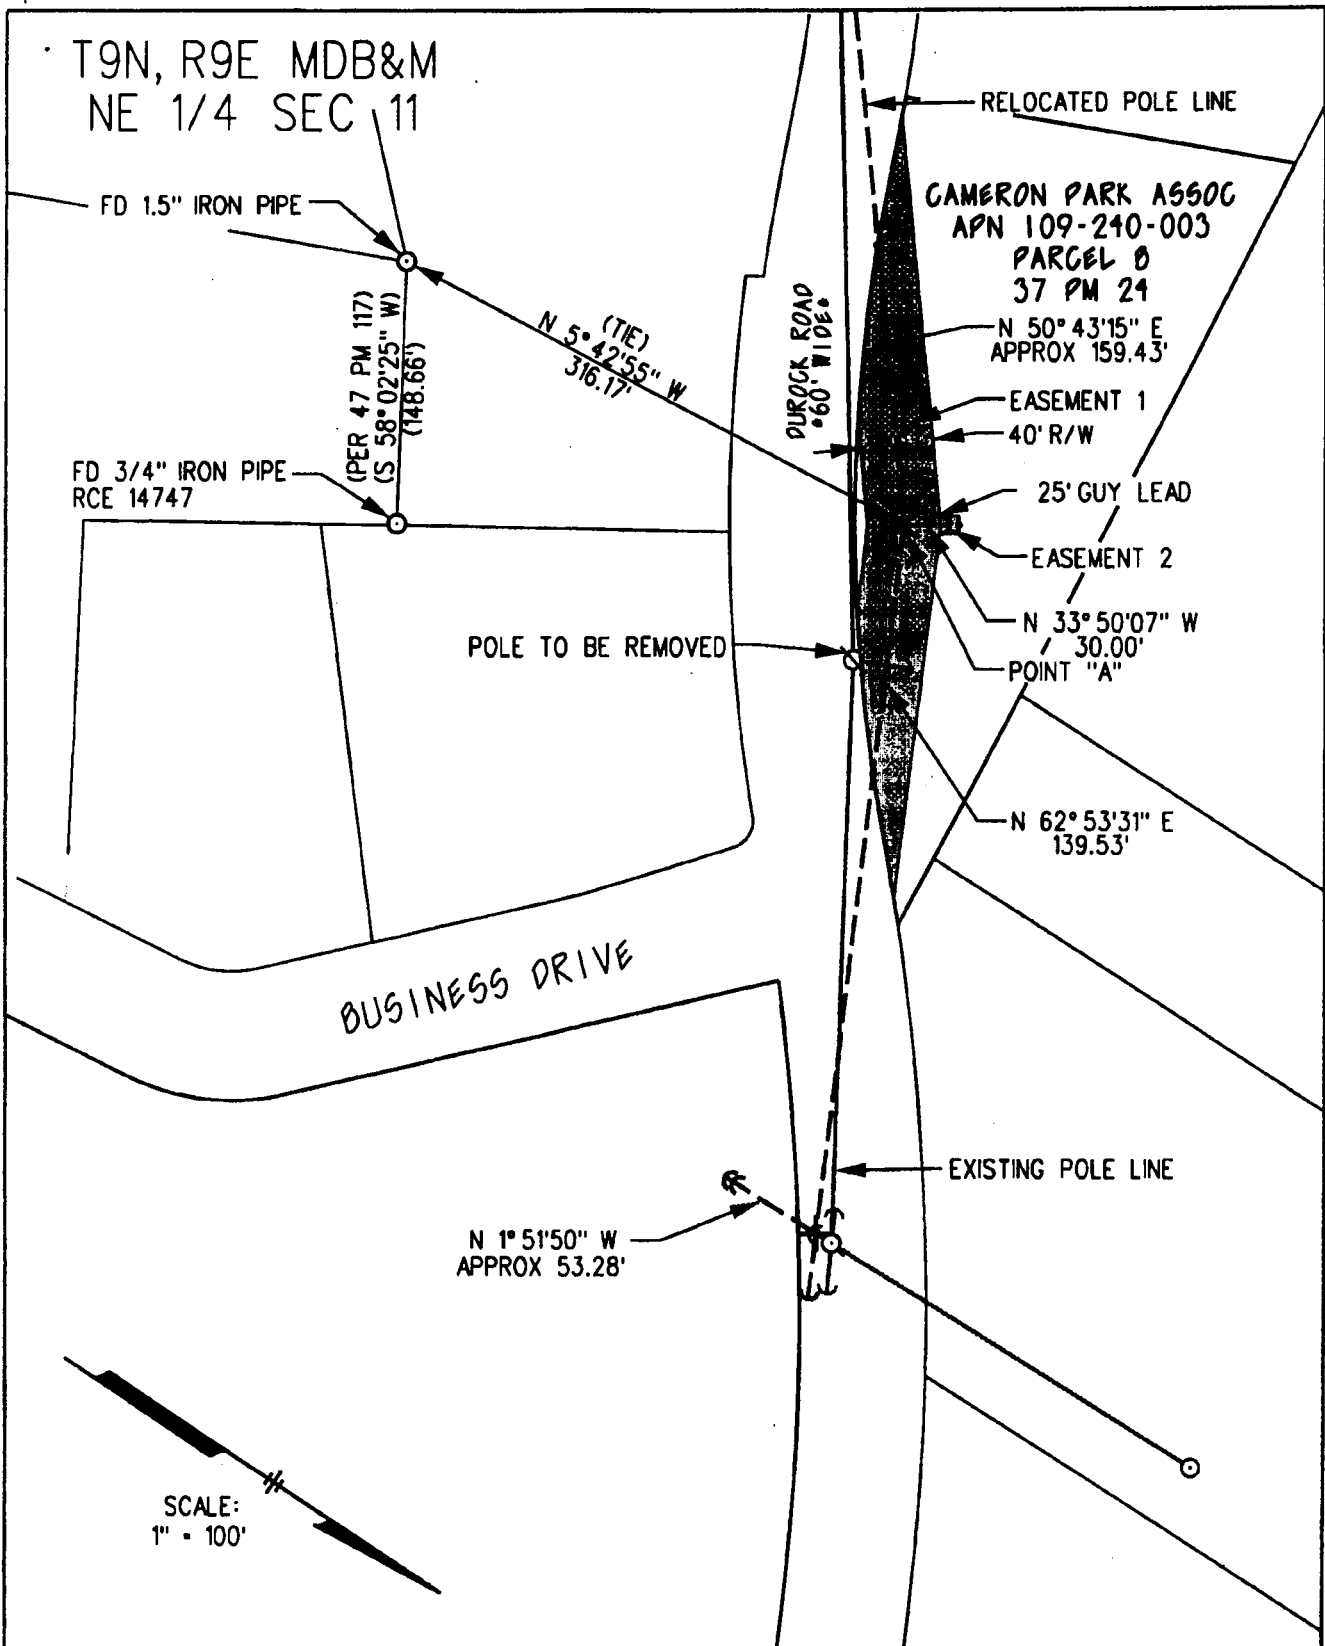 T9N, R9E MDB&M
NE 1/4 SEC 11
RELOCATED POLE LINE
FD 1.5" IRON PIPE
CAMERON PARK ASSOC
APN 109-240-003
PARCEL B
37 PM 24
N 50°43'15" E
APPROX 159.43'
(TIE)
N 5°42'55" W
316.17'
DUROCK ROAD
•60' WIDE•
(PER 47 PM 117)
(S 58°02'25" W)
(148.66')
EASEMENT 1
40' R/W
FD 3/4" IRON PIPE
RCE 14747
25' GUY LEAD
EASEMENT 2
N 33°50'07" W
30.00'
POINT "A"
POLE TO BE REMOVED
N 62°53'31" E
139.53'
BUSINESS DRIVE
EXISTING POLE LINE
N 1°51'50" W
APPROX 53.28'
SCALE:
1" = 100'